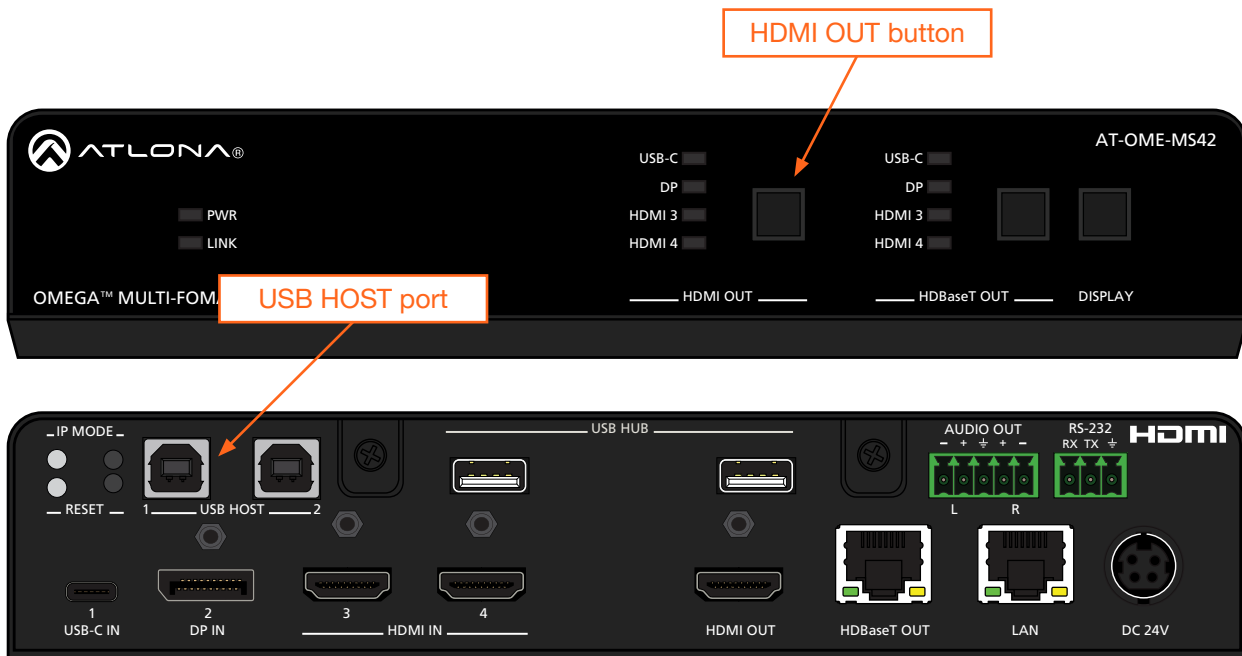 HDMI OUT button
ATLONA®
AT-OME-MS42
USB-C
DP
HDMI 3
HDMI 4
USB-C
DP
HDMI 3
HDMI 4
PWR
LINK
OMEGA™ MULTI-FOM
USB HOST port
HDMI OUT
HDBaseT OUT
DISPLAY
IP MODE
RESET
1 USB HOST 2
USB HUB
AUDIO OUT
− + ⏚ + −
L R
RS-232
RX TX ⏚
HDMI
1
USB-C IN
2
DP IN
3 4
HDMI IN
HDMI OUT
HDBaseT OUT
LAN
DC 24V